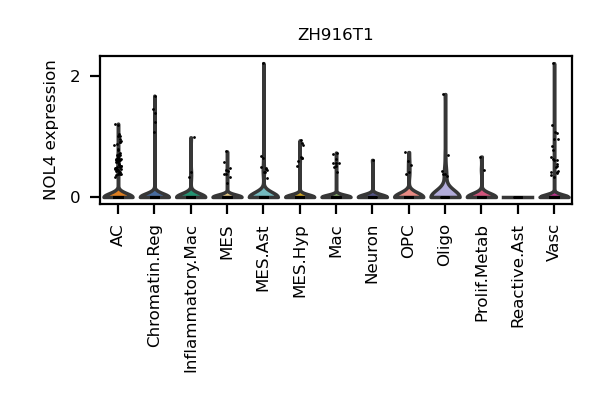 ZH916T1
NOL4 expression
2
0
AC
Chromatin.Reg
Inflammatory.Mac
MES
MES.Ast
MES.Hyp
Mac
Neuron
OPC
Oligo
Prolif.Metab
Reactive.Ast
Vasc